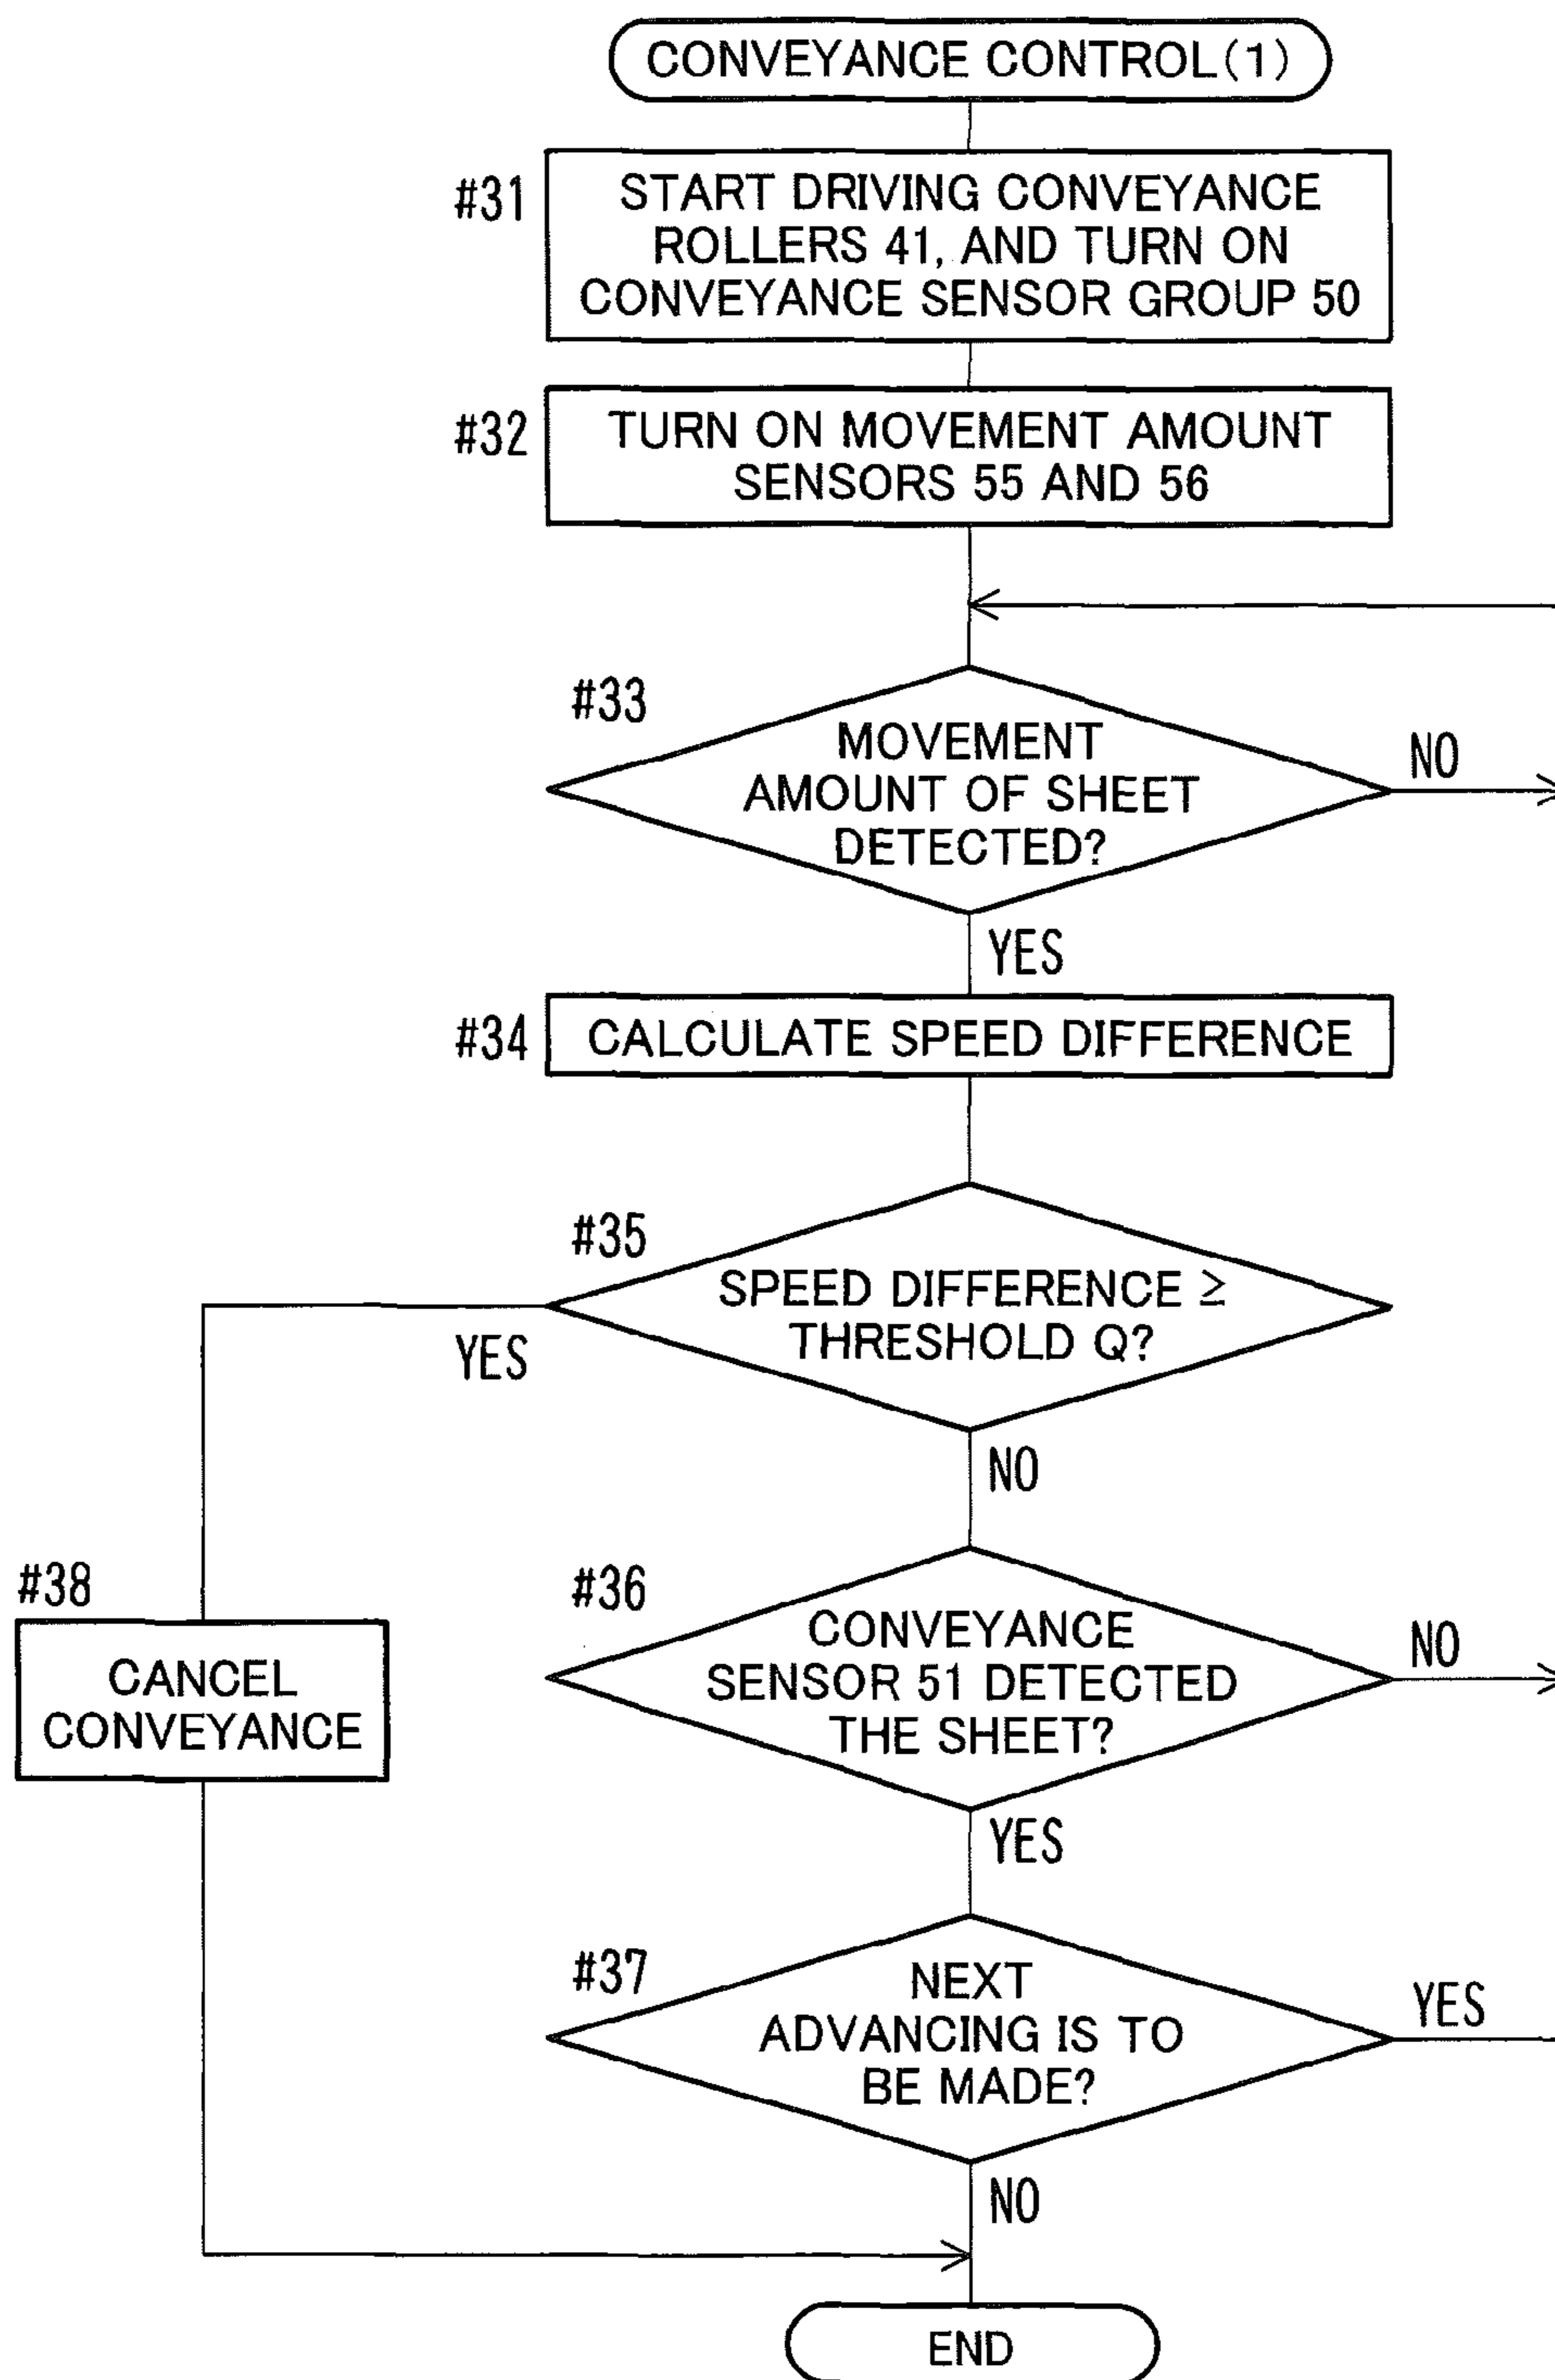 CONVEYANCE CONTROL(1)
#31
START DRIVING CONVEYANCE
ROLLERS 41, AND TURN ON
CONVEYANCE SENSOR GROUP 50
#32
TURN ON MOVEMENT AMOUNT
SENSORS 55 AND 56
#33
MOVEMENT
AMOUNT OF SHEET
DETECTED?
NO
YES
#34
CALCULATE SPEED DIFFERENCE
#35
SPEED DIFFERENCE ≥
THRESHOLD Q?
YES
NO
#38
CANCEL
CONVEYANCE
#36
CONVEYANCE
SENSOR 51 DETECTED
THE SHEET?
NO
YES
#37
NEXT
ADVANCING IS TO
BE MADE?
YES
NO
END